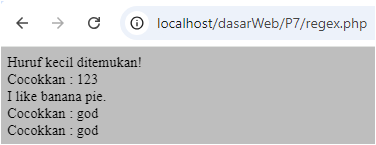 localhost/dasarWeb/P7/regex.php
Huruf kecil ditemukan!
Cocokkan : 123
I like banana pie.
Cocokkan : god
Cocokkan : god